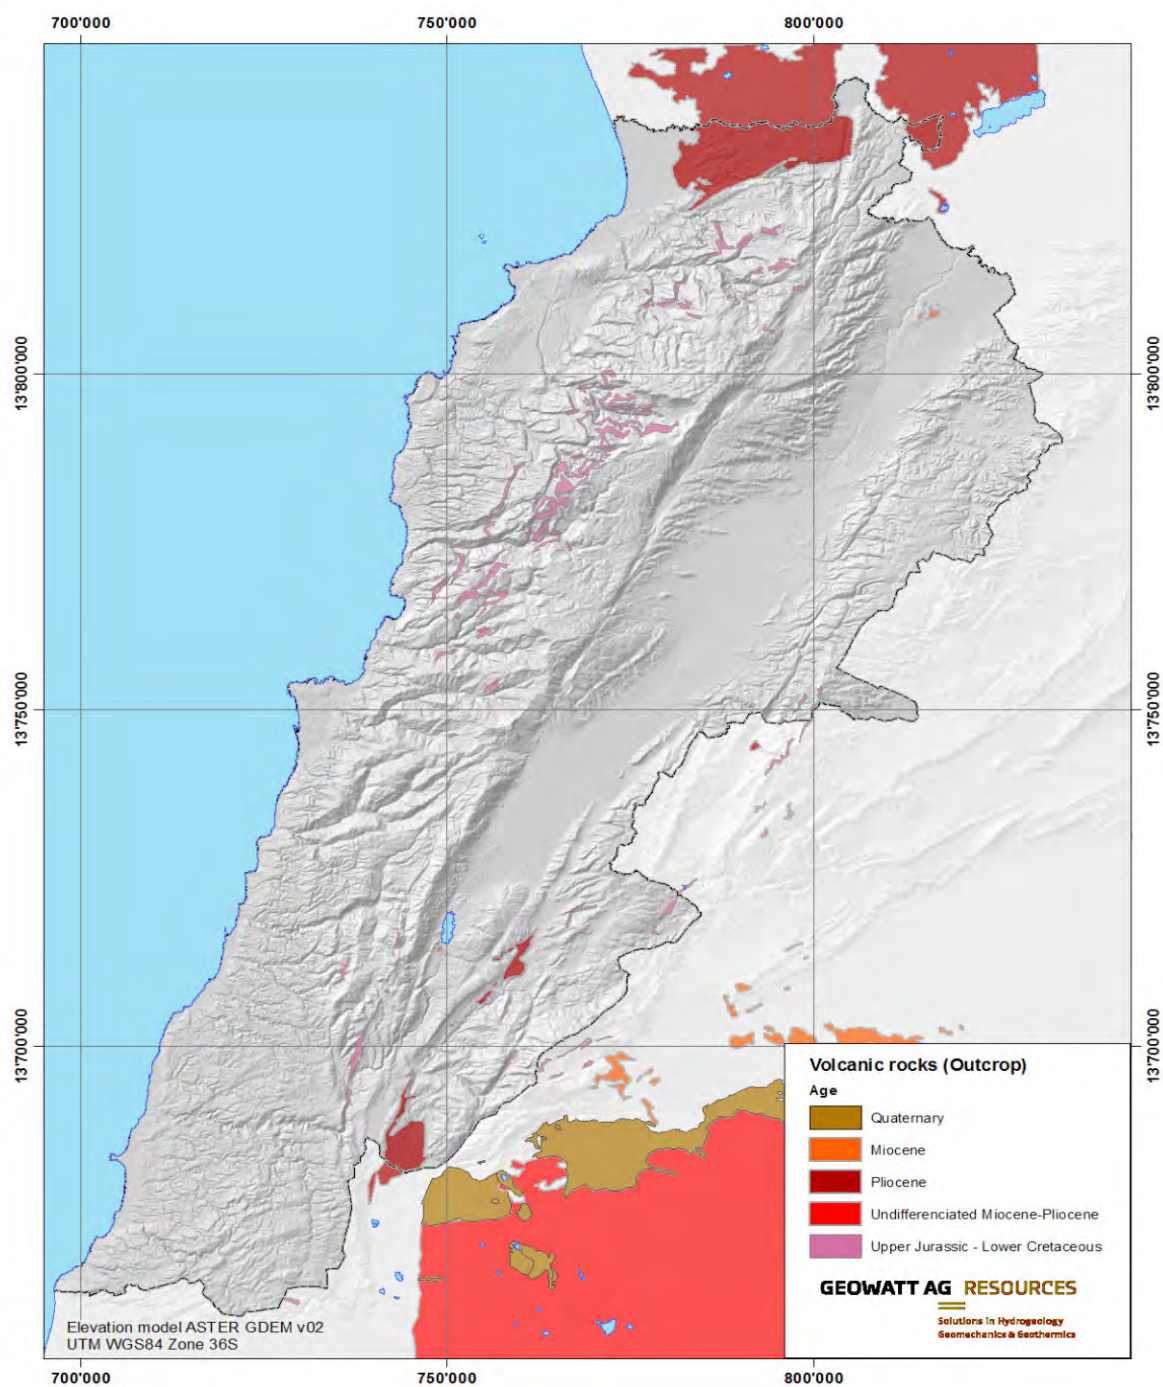 700'000 750'000 800'000
13'800'000 13'800'000
13'750'000 13'750'000
13'700'000 13'700'000
Volcanic rocks (Outcrop)
Age
Quaternary
Miocene
Pliocene
Undifferenciated Miocene-Pliocene
Upper Jurassic - Lower Cretaceous
GEOWATT AG RESOURCES
Solutions in Hydrogeology
Geomechanics & Geothermics
Elevation model ASTER GDEM v02
UTM WGS84 Zone 36S
700'000 750'000 800'000